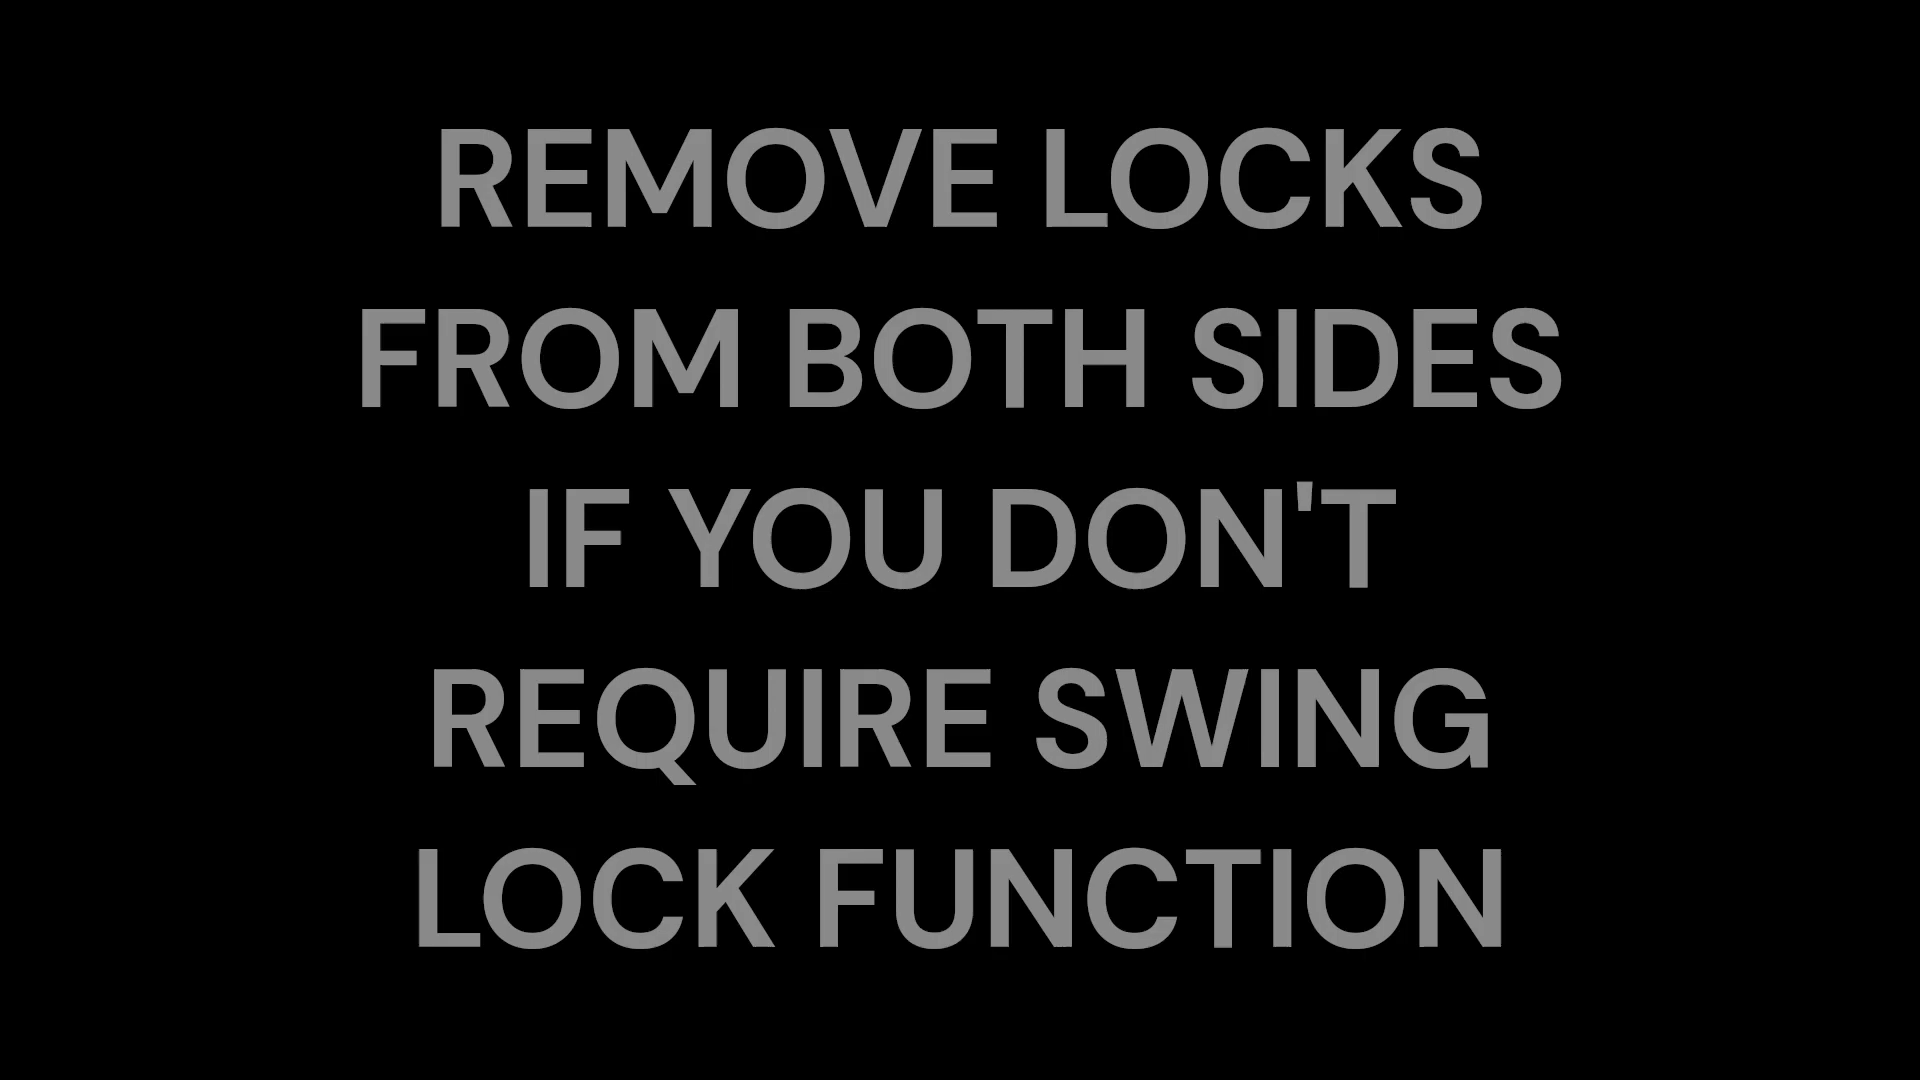 REMOVE LOCKS
FROM BOTH SIDES
IF YOU DON'T
REQUIRE SWING
LOCK FUNCTION